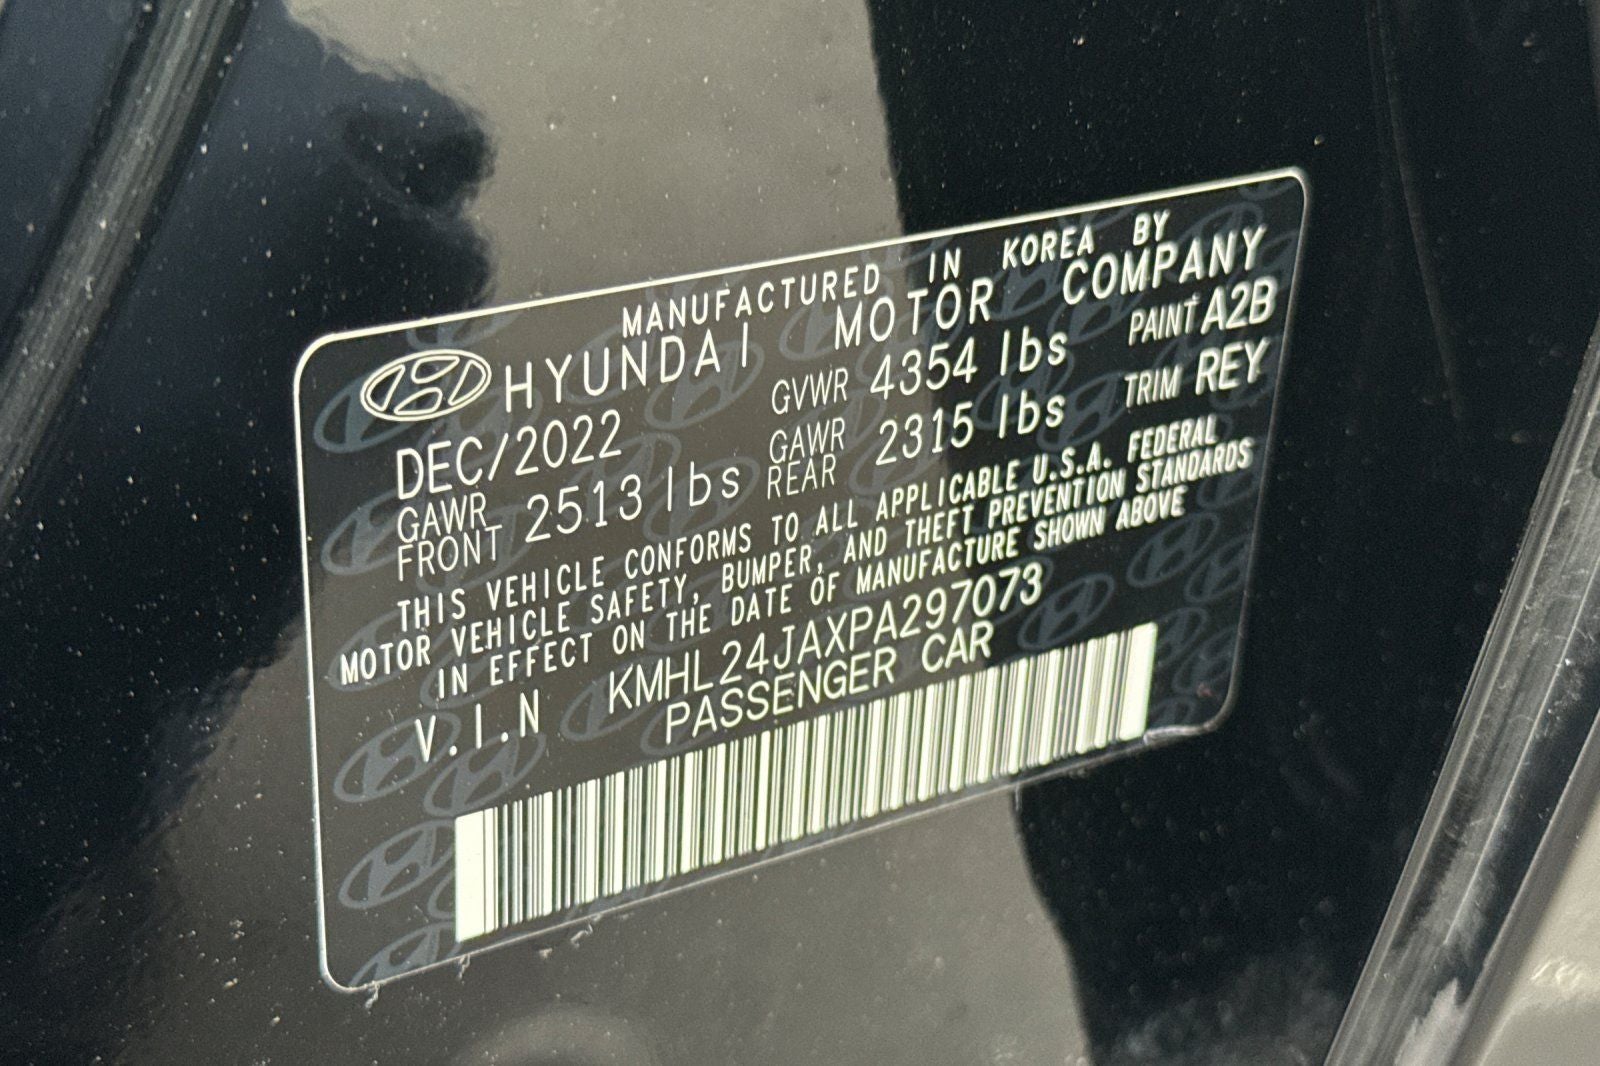 MANUFACTURED IN KOREA BY
HYUNDAI MOTOR COMPANY
DEC/2022 GVWR 4354 lbs PAINT A2B
GAWR FRONT 2513 lbs GAWR REAR 2315 lbs TRIM REY
THIS VEHICLE CONFORMS TO ALL APPLICABLE U.S.A. FEDERAL
MOTOR VEHICLE SAFETY, BUMPER, AND THEFT PREVENTION STANDARDS
IN EFFECT ON THE DATE OF MANUFACTURE SHOWN ABOVE
V.I.N KMHL24JAXPA297073
PASSENGER CAR